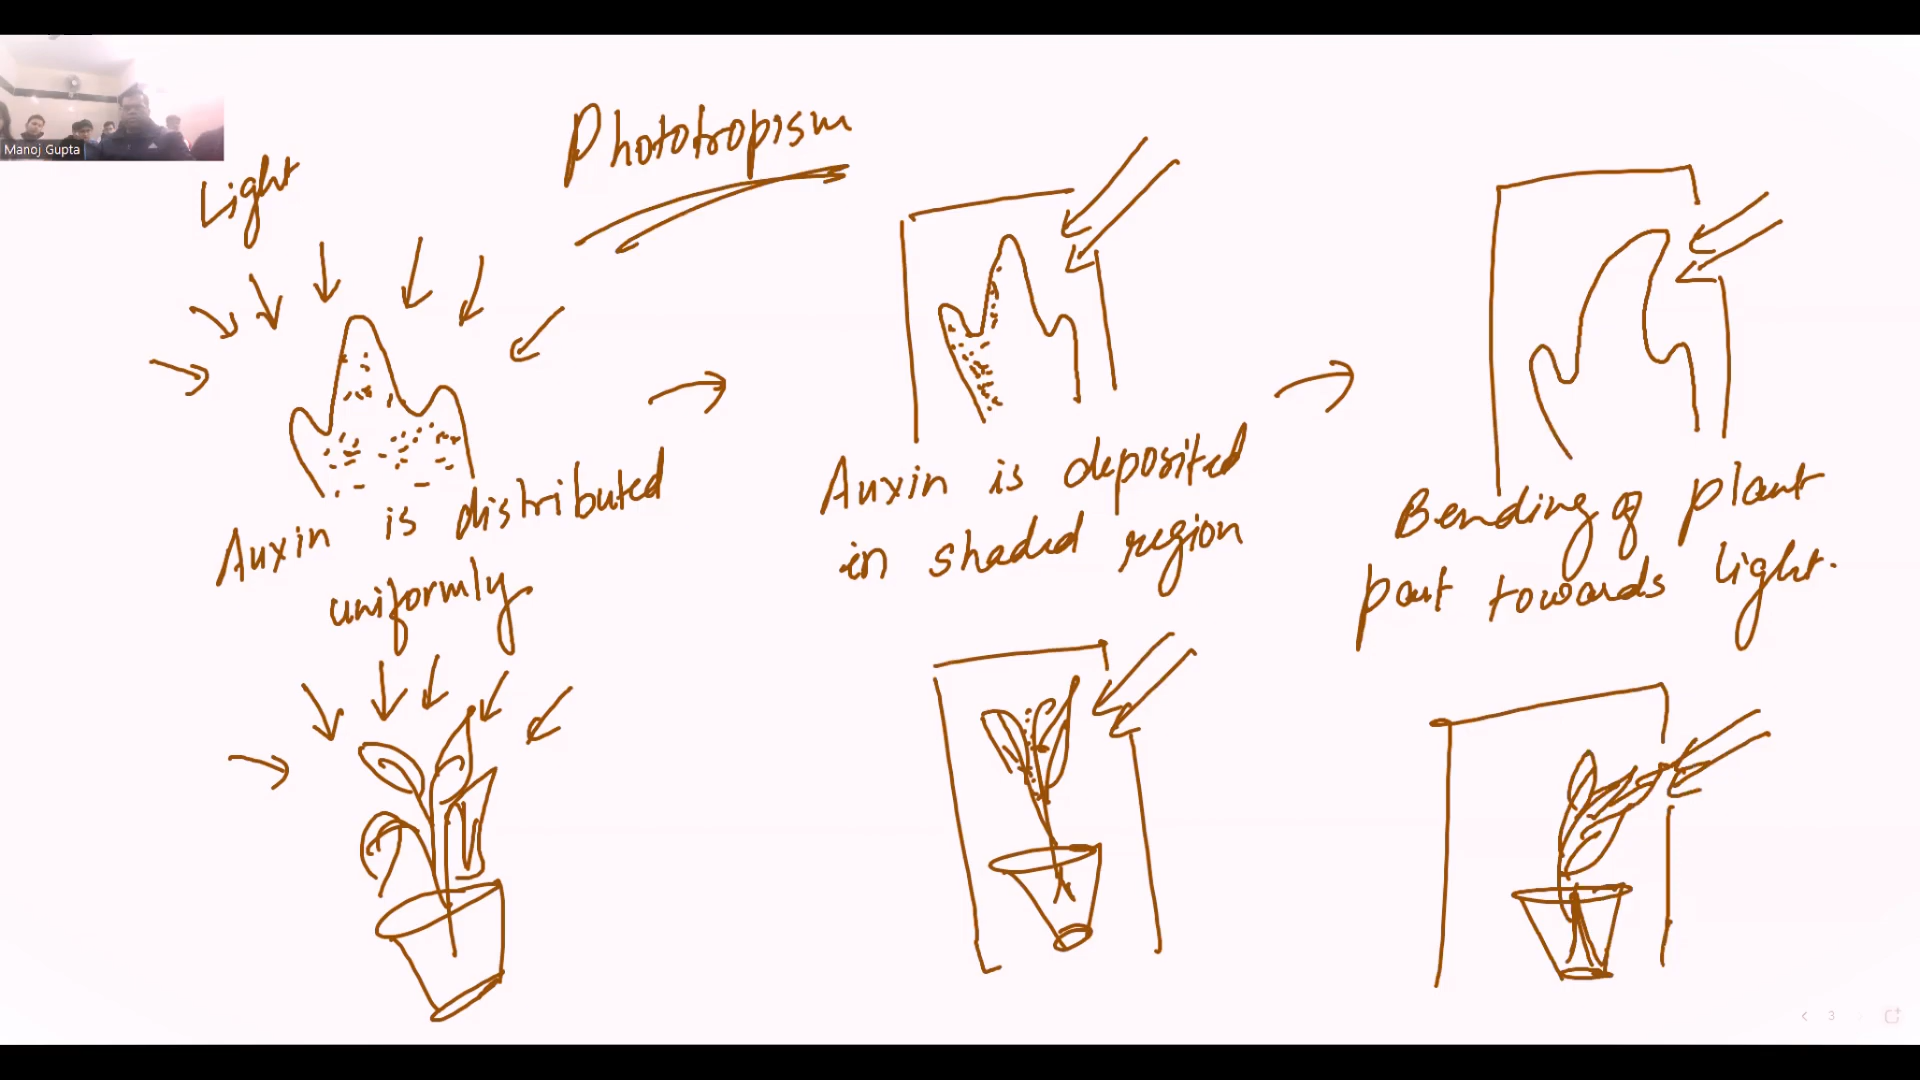 Manoj Gupta
Phototropism
Light
Auxin is distributed
uniformly
Auxin is deposited
in shaded region
Bending of plant
part towards light.
3